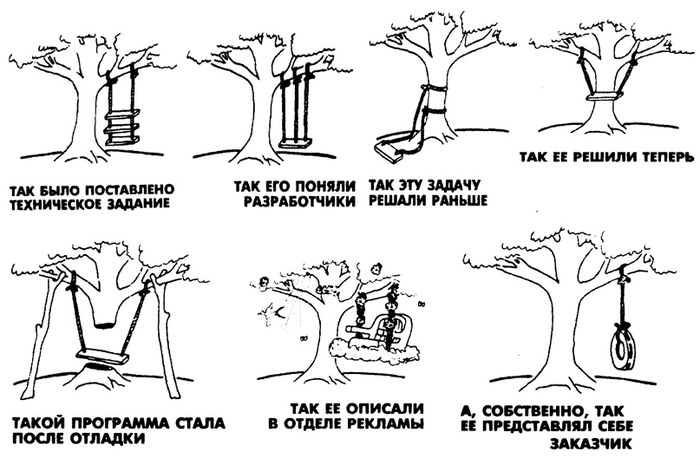 ТАК БЫЛО ПОСТАВЛЕНО
ТЕХНИЧЕСКОЕ ЗАДАНИЕ
ТАК ЕГО ПОНЯЛИ
РАЗРАБОТЧИКИ
ТАК ЭТУ ЗАДАЧУ
РЕШАЛИ РАНЬШЕ
ТАК ЕЕ РЕШИЛИ ТЕПЕРЬ
ТАКОЙ ПРОГРАММА СТАЛА
ПОСЛЕ ОТЛАДКИ
ТАК ЕЕ ОПИСАЛИ
В ОТДЕЛЕ РЕКЛАМЫ
А, СОБСТВЕННО, ТАК
ЕЕ ПРЕДСТАВЛЯЛ СЕБЕ
ЗАКАЗЧИК